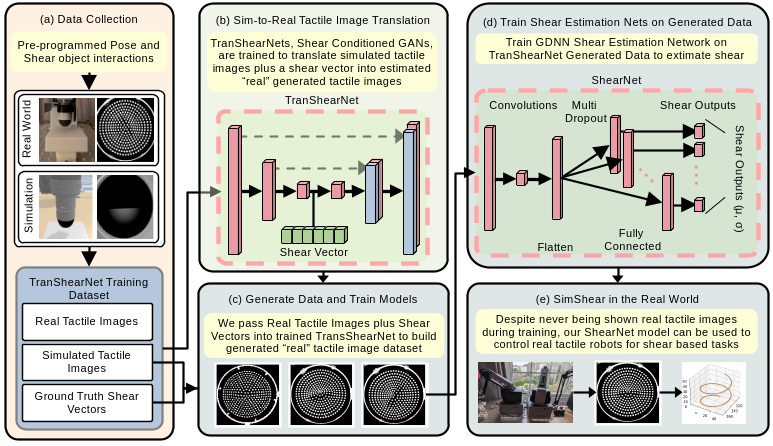 (a) Data Collection
Pre-programmed Pose and
Shear object interactions
Real World
Simulation
TranShearNet Training
Dataset
Real Tactile Images
Simulated Tactile
Images
Ground Truth Shear
Vectors
(b) Sim-to-Real Tactile Image Translation
TranShearNets, Shear Conditioned GANs,
are trained to translate simulated tactile
images plus a shear vector into estimated
“real” generated tactile images
TranShearNet
Shear Vector
(c) Generate Data and Train Models
We pass Real Tactile Images plus Shear
Vectors into trained TransShearNet to build
generated “real” tactile image dataset
(d) Train Shear Estimation Nets on Generated Data
Train GDNN Shear Estimation Network on
TranShearNet Generated Data to extimate shear
ShearNet
Convolutions
Multi
Dropout
Shear Outputs
Shear Outputs (μ, σ)
Flatten
Fully
Connected
(e) SimShear in the Real World
Despite never being shown real tactile images
during training, our ShearNet model can be used to
control real tactile robots for shear based tasks